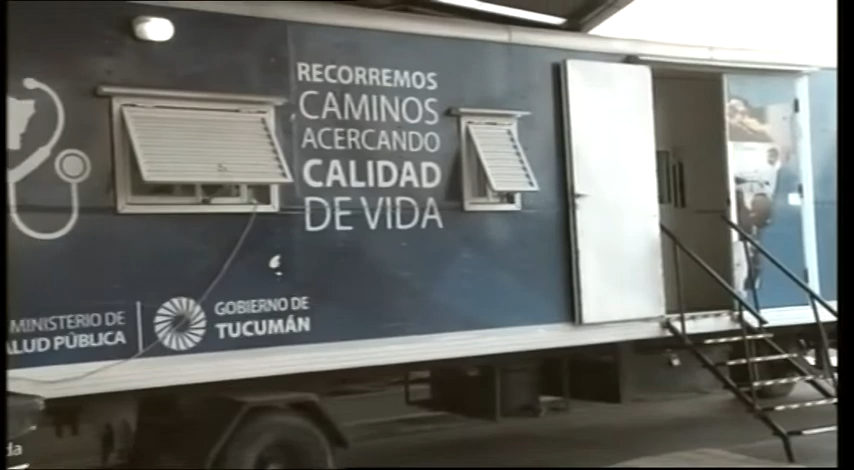 RECORREMOS
CAMINOS
ACERCANDO
CALIDAD
DE VIDA
MINISTERIO DE
ALUD PÚBLICA
GOBIERNO DE
TUCUMÁN